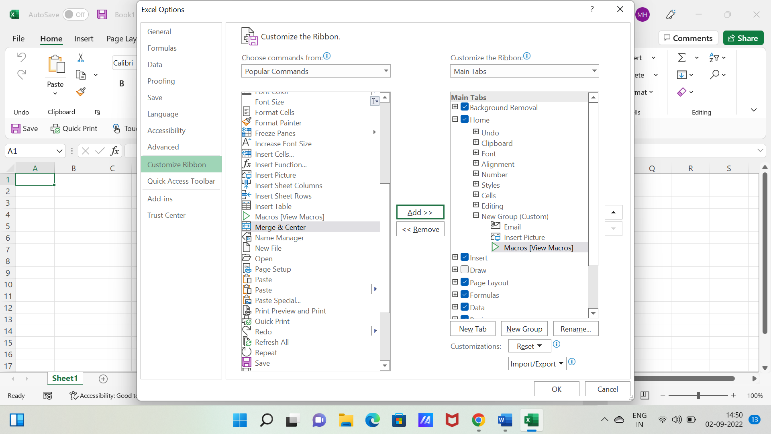 AutoSave Off Book1
Excel Options ? MH
File Home Insert Page Lay Comments Share
General
Formulas
Data
Proofing
Save
Language
Accessibility
Advanced
Customize Ribbon
Quick Access Toolbar
Add-ins
Trust Center
Customize the Ribbon.
Choose commands from:
Popular Commands
Font Size
Format Cells
Format Painter
Freeze Panes
Increase Font Size
Insert Cells...
Insert Function...
Insert Picture
Insert Sheet Columns
Insert Sheet Rows
Insert Table
Macros [View Macros]
Merge & Center
Name Manager
New File
Open
Page Setup
Paste
Paste
Paste Special...
Print Preview and Print
Quick Print
Redo
Refresh All
Repeat
Save
Add >>
<< Remove
Customize the Ribbon:
Main Tabs
Main Tabs
Background Removal
Home
Undo
Clipboard
Font
Alignment
Number
Styles
Cells
Editing
New Group (Custom)
Email
Insert Picture
Macros [View Macros]
Insert
Draw
Page Layout
Formulas
Data
New Tab New Group Rename...
Customizations: Reset
Import/Export
OK Cancel
Paste
Calibri
B
Undo Clipboard
Editing
Save Quick Print
A1 fx
A B C Q R S
1
2
3
4
5
6
7
8
9
10
11
12
13
14
15
16
17
Sheet1
Ready Accessibility: Good to
100%
ENG
IN
14:50
02-09-2022
13